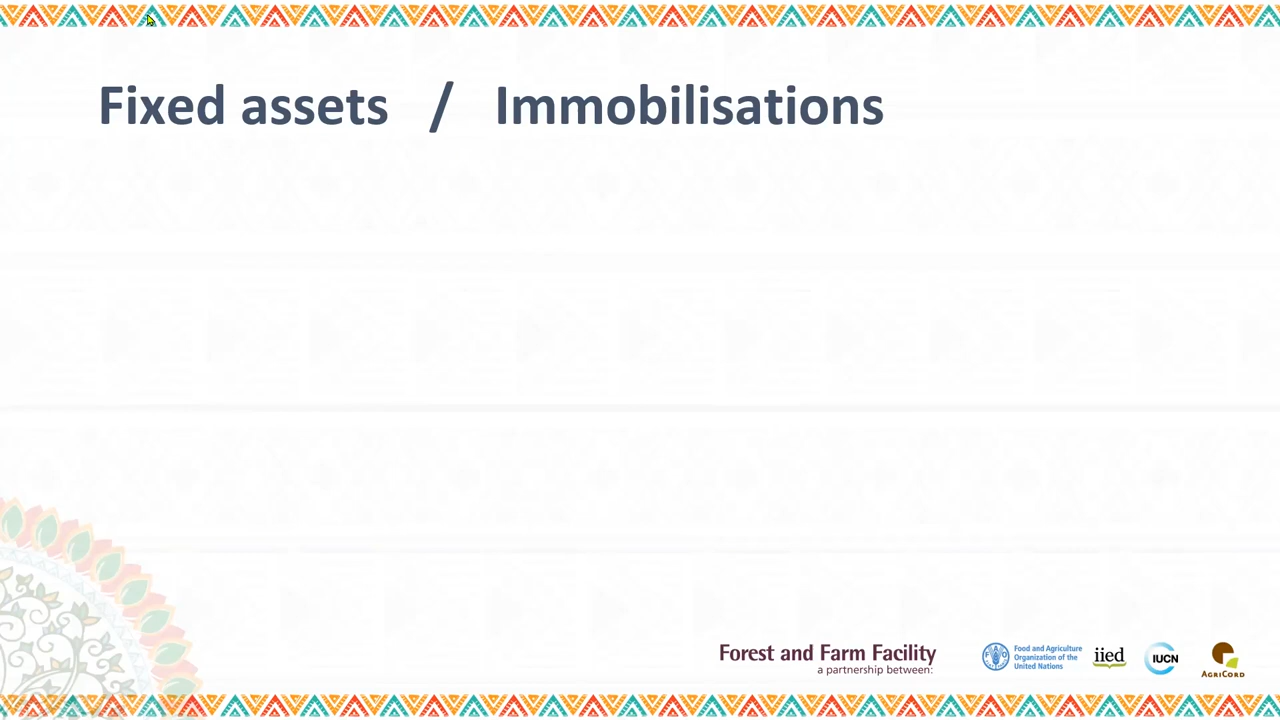 Fixed assets / Immobilisations
Forest and Farm Facility
a partnership between:
FAO
Food and Agriculture
Organization of the
United Nations
iied
IUCN
AGRICORD